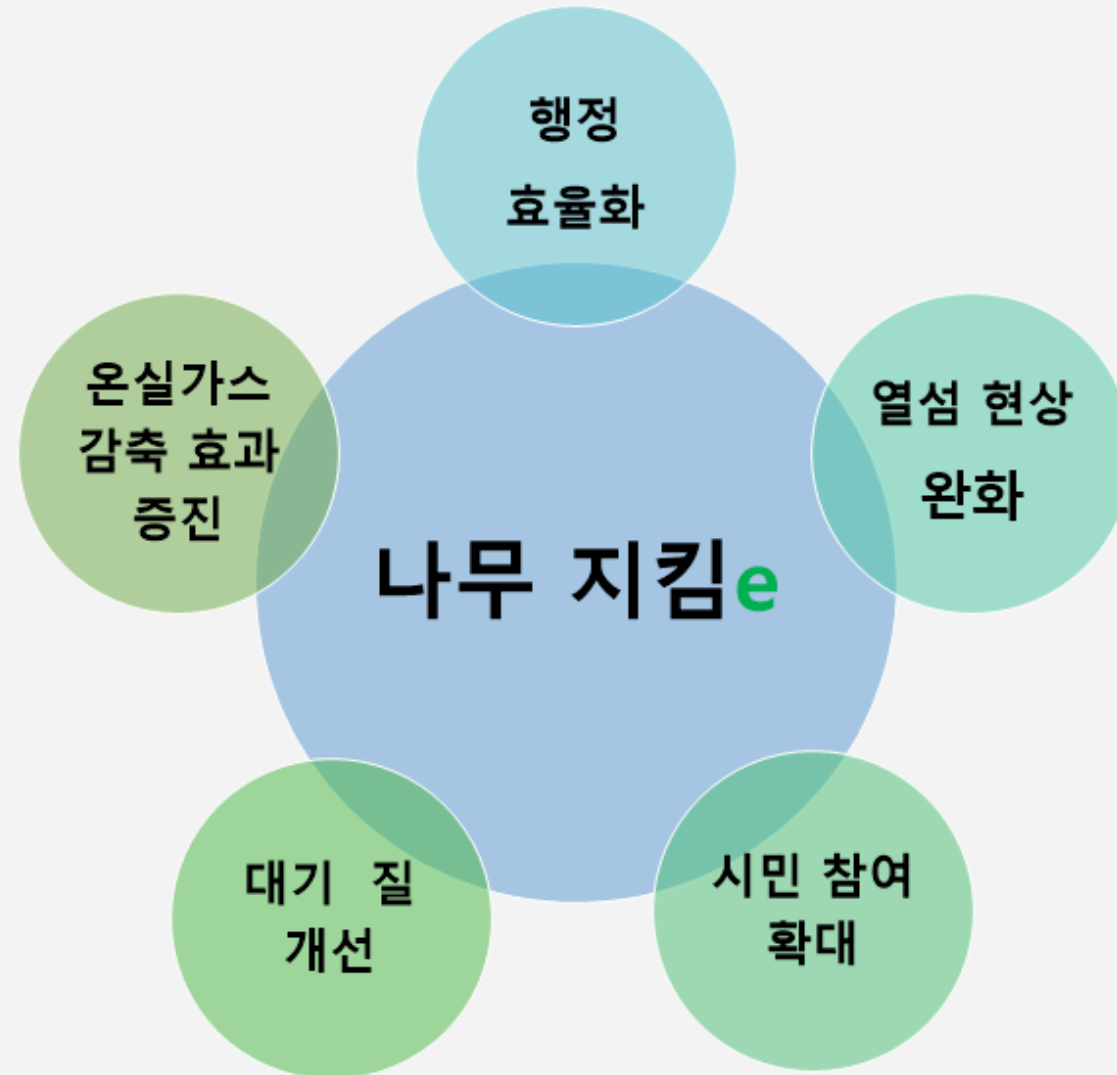 행정
효율화
온실가스
감축 효과
증진
열섬 현상
완화
나무 지킴e
대기 질
개선
시민 참여
확대